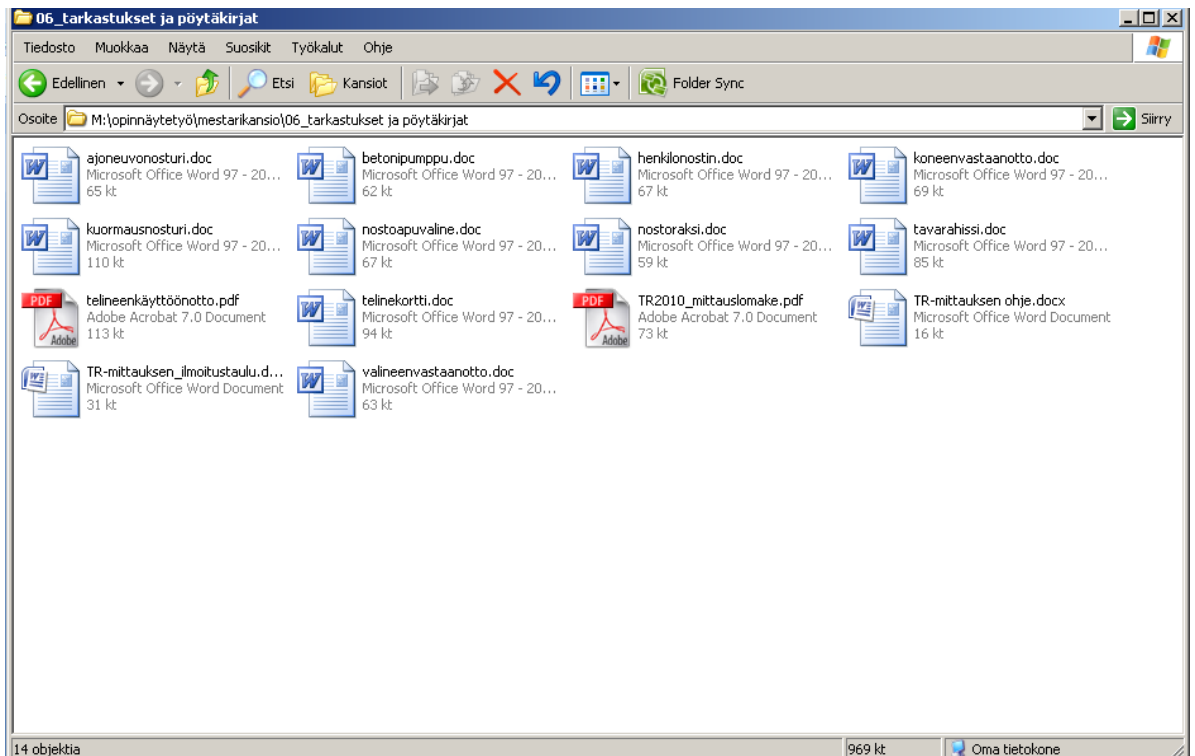 06_tarkastukset ja pöytäkirjat
Tiedosto Muokkaa Näytä Suosikit Työkalut Ohje
Edellinen Etsi Kansiot Folder Sync
Osoite M:\opinnäytetyö\mestarikansio\06_tarkastukset ja pöytäkirjat Siirry
ajoneuvonosturi.doc
Microsoft Office Word 97 - 20...
65 kt
betonipumppu.doc
Microsoft Office Word 97 - 20...
62 kt
henkilonostin.doc
Microsoft Office Word 97 - 20...
67 kt
koneenvastaanotto.doc
Microsoft Office Word 97 - 20...
69 kt
kuormausnosturi.doc
Microsoft Office Word 97 - 20...
110 kt
nostoapuvaline.doc
Microsoft Office Word 97 - 20...
67 kt
nostoraksi.doc
Microsoft Office Word 97 - 20...
59 kt
tavarahissi.doc
Microsoft Office Word 97 - 20...
85 kt
PDF
Adobe
telineenkäyttöönotto.pdf
Adobe Acrobat 7.0 Document
113 kt
telinekortti.doc
Microsoft Office Word 97 - 20...
94 kt
PDF
Adobe
TR2010_mittauslomake.pdf
Adobe Acrobat 7.0 Document
73 kt
TR-mittauksen ohje.docx
Microsoft Office Word Document
16 kt
TR-mittauksen_ilmoitustaulu.d...
Microsoft Office Word Document
31 kt
valineenvastaanotto.doc
Microsoft Office Word 97 - 20...
63 kt
14 objektia 969 kt Oma tietokone